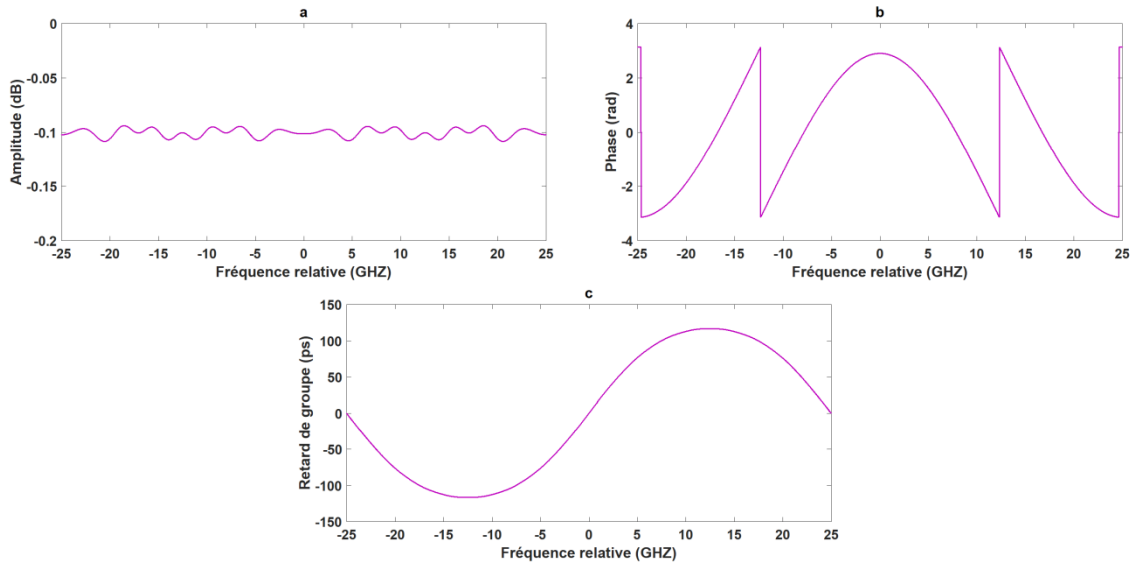 a
0
-0.05
-0.1
-0.15
-0.2
Amplitude (dB)
-25 -20 -15 -10 -5 0 5 10 15 20 25
Fréquence relative (GHZ)
b
4
2
0
-2
-4
Phase (rad)
-25 -20 -15 -10 -5 0 5 10 15 20 25
Fréquence relative (GHZ)
c
150
100
50
0
-50
-100
-150
Retard de groupe (ps)
-25 -20 -15 -10 -5 0 5 10 15 20 25
Fréquence relative (GHZ)